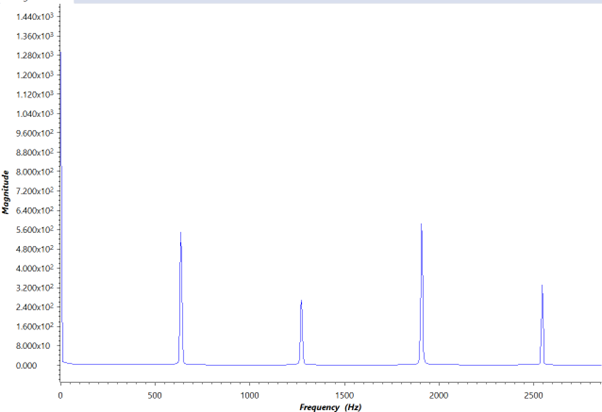 1.440x10³
1.360x10³
1.280x10³
1.200x10³
1.120x10³
1.040x10³
9.600x10²
8.800x10²
8.000x10²
7.200x10²
6.400x10²
5.600x10²
4.800x10²
4.000x10²
3.200x10²
2.400x10²
1.600x10²
8.000x10
0.000
Magnitude
0 500 1000 1500 2000 2500
Frequency (Hz)